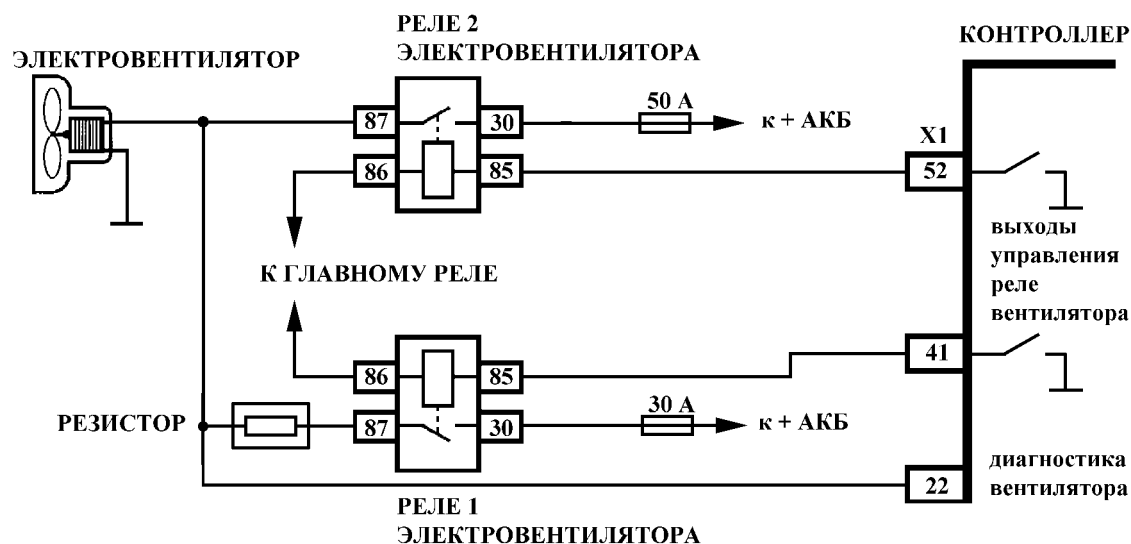 РЕЛЕ 2
ЭЛЕКТРОВЕНТИЛЯТОРА
КОНТРОЛЛЕР
ЭЛЕКТРОВЕНТИЛЯТОР
87
30
50 А
к + АКБ
X1
86
85
52
выходы
управления
реле
вентилятора
К ГЛАВНОМУ РЕЛЕ
86
85
41
РЕЗИСТОР
87
30
30 А
к + АКБ
22
диагностика
вентилятора
РЕЛЕ 1
ЭЛЕКТРОВЕНТИЛЯТОРА